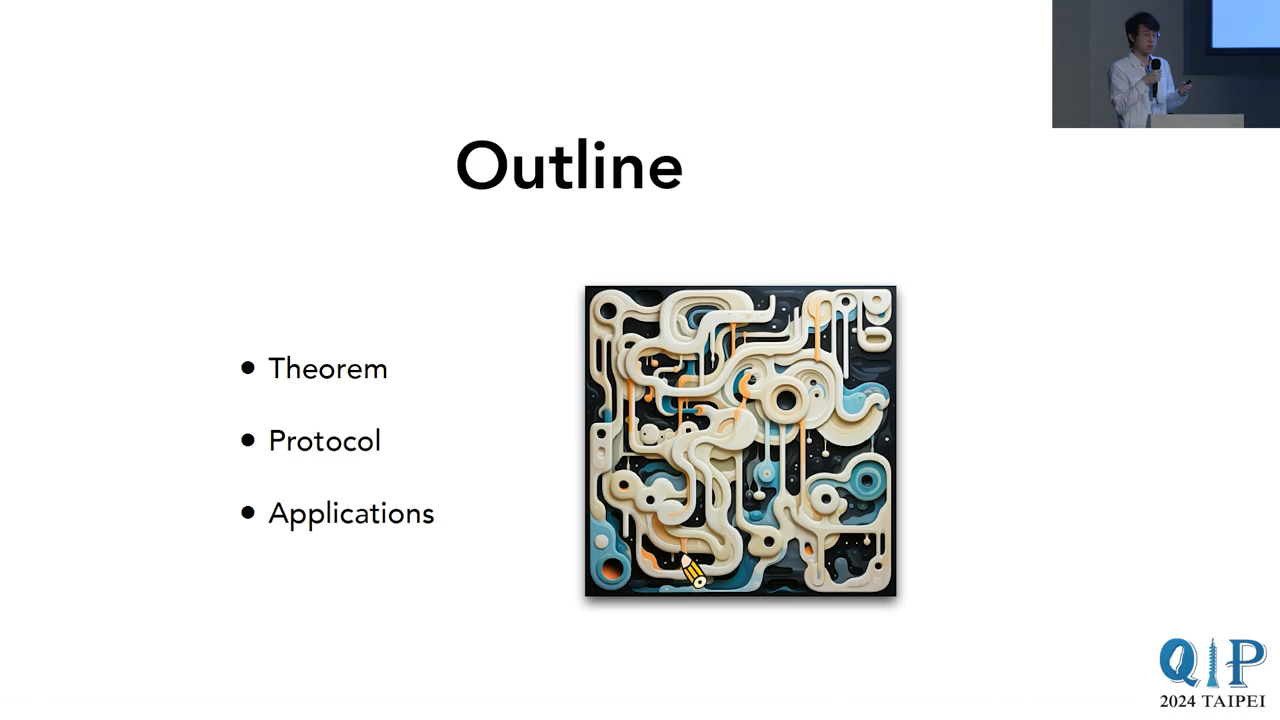 Outline
• Theorem
• Protocol
• Applications
QIP
2024 TAIPEI